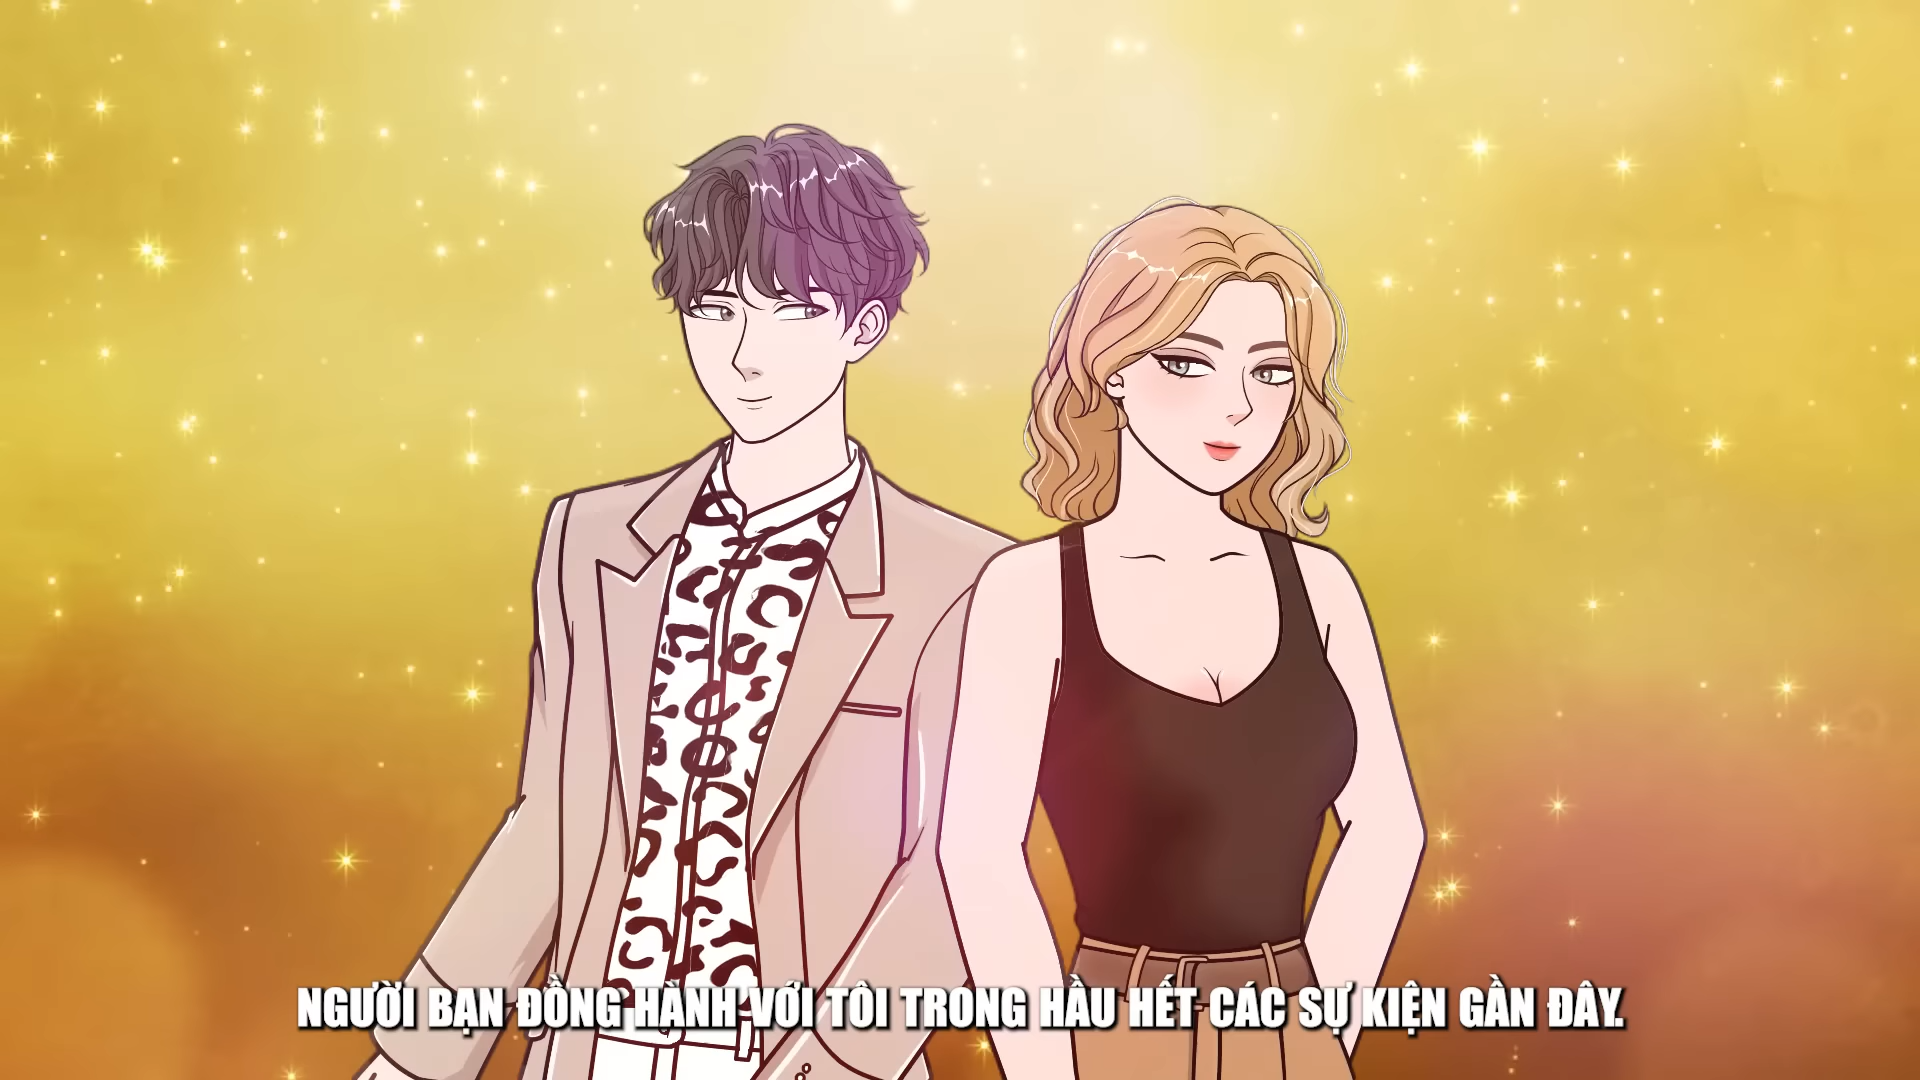 NGƯỜI BẠN ĐỒNG HÀNH VỚI TÔI TRONG HẦU HẾT CÁC SỰ KIỆN GẦN ĐÂY.